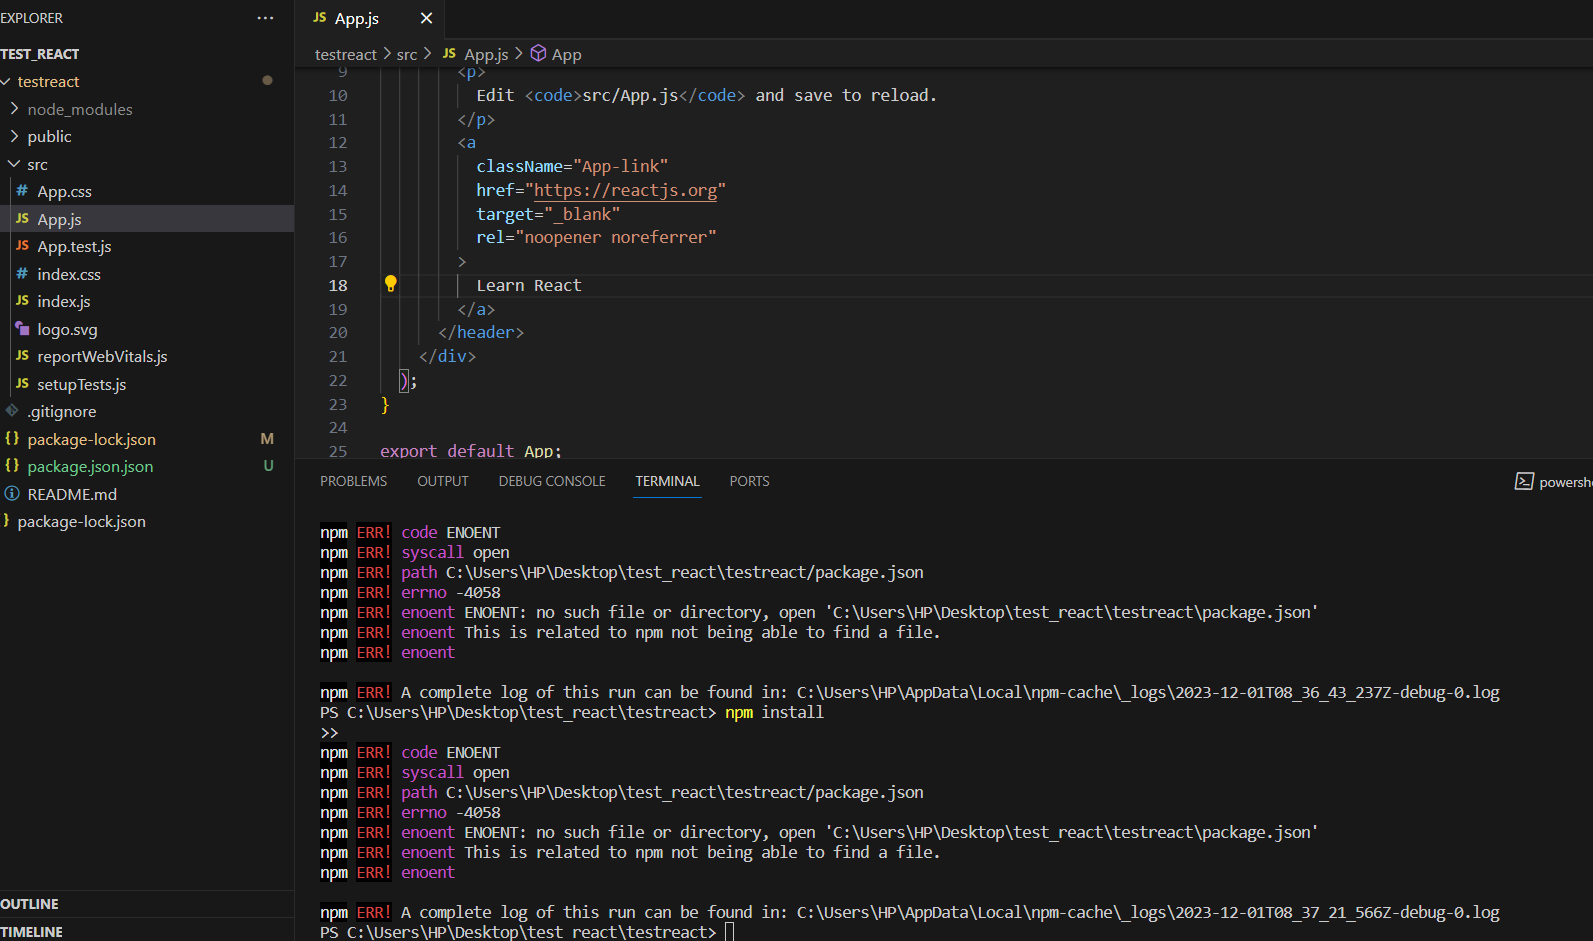 EXPLORER
···
TEST_REACT
testreact
node_modules
public
src
# App.css
JS App.js
JS App.test.js
# index.css
JS index.js
logo.svg
JS reportWebVitals.js
JS setupTests.js
.gitignore
{} package-lock.json M
{} package.json.json U
README.md
} package-lock.json
OUTLINE
TIMELINE
JS App.js
testreact > src > JS App.js > App
9 <p>
10 Edit <code>src/App.js</code> and save to reload.
11 </p>
12 <a
13 className="App-link"
14 href="https://reactjs.org"
15 target="_blank"
16 rel="noopener noreferrer"
17 >
18 Learn React
19 </a>
20 </header>
21 </div>
22 );
23 }
24
25 export default App;
PROBLEMS OUTPUT DEBUG CONSOLE TERMINAL PORTS
powershe
npm ERR! code ENOENT
npm ERR! syscall open
npm ERR! path C:\Users\HP\Desktop\test_react\testreact/package.json
npm ERR! errno -4058
npm ERR! enoent ENOENT: no such file or directory, open 'C:\Users\HP\Desktop\test_react\testreact\package.json'
npm ERR! enoent This is related to npm not being able to find a file.
npm ERR! enoent
npm ERR! A complete log of this run can be found in: C:\Users\HP\AppData\Local\npm-cache\_logs\2023-12-01T08_36_43_237Z-debug-0.log
PS C:\Users\HP\Desktop\test_react\testreact> npm install
>>
npm ERR! code ENOENT
npm ERR! syscall open
npm ERR! path C:\Users\HP\Desktop\test_react\testreact/package.json
npm ERR! errno -4058
npm ERR! enoent ENOENT: no such file or directory, open 'C:\Users\HP\Desktop\test_react\testreact\package.json'
npm ERR! enoent This is related to npm not being able to find a file.
npm ERR! enoent
npm ERR! A complete log of this run can be found in: C:\Users\HP\AppData\Local\npm-cache\_logs\2023-12-01T08_37_21_566Z-debug-0.log
PS C:\Users\HP\Desktop\test_react\testreact>